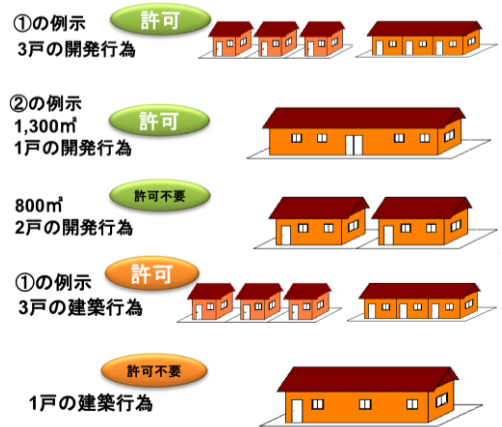 ①の例示
許可
3戸の開発行為
②の例示
1,300㎡
許可
1戸の開発行為
800㎡
許可不要
2戸の開発行為
①の例示
許可
3戸の建築行為
許可不要
1戸の建築行為